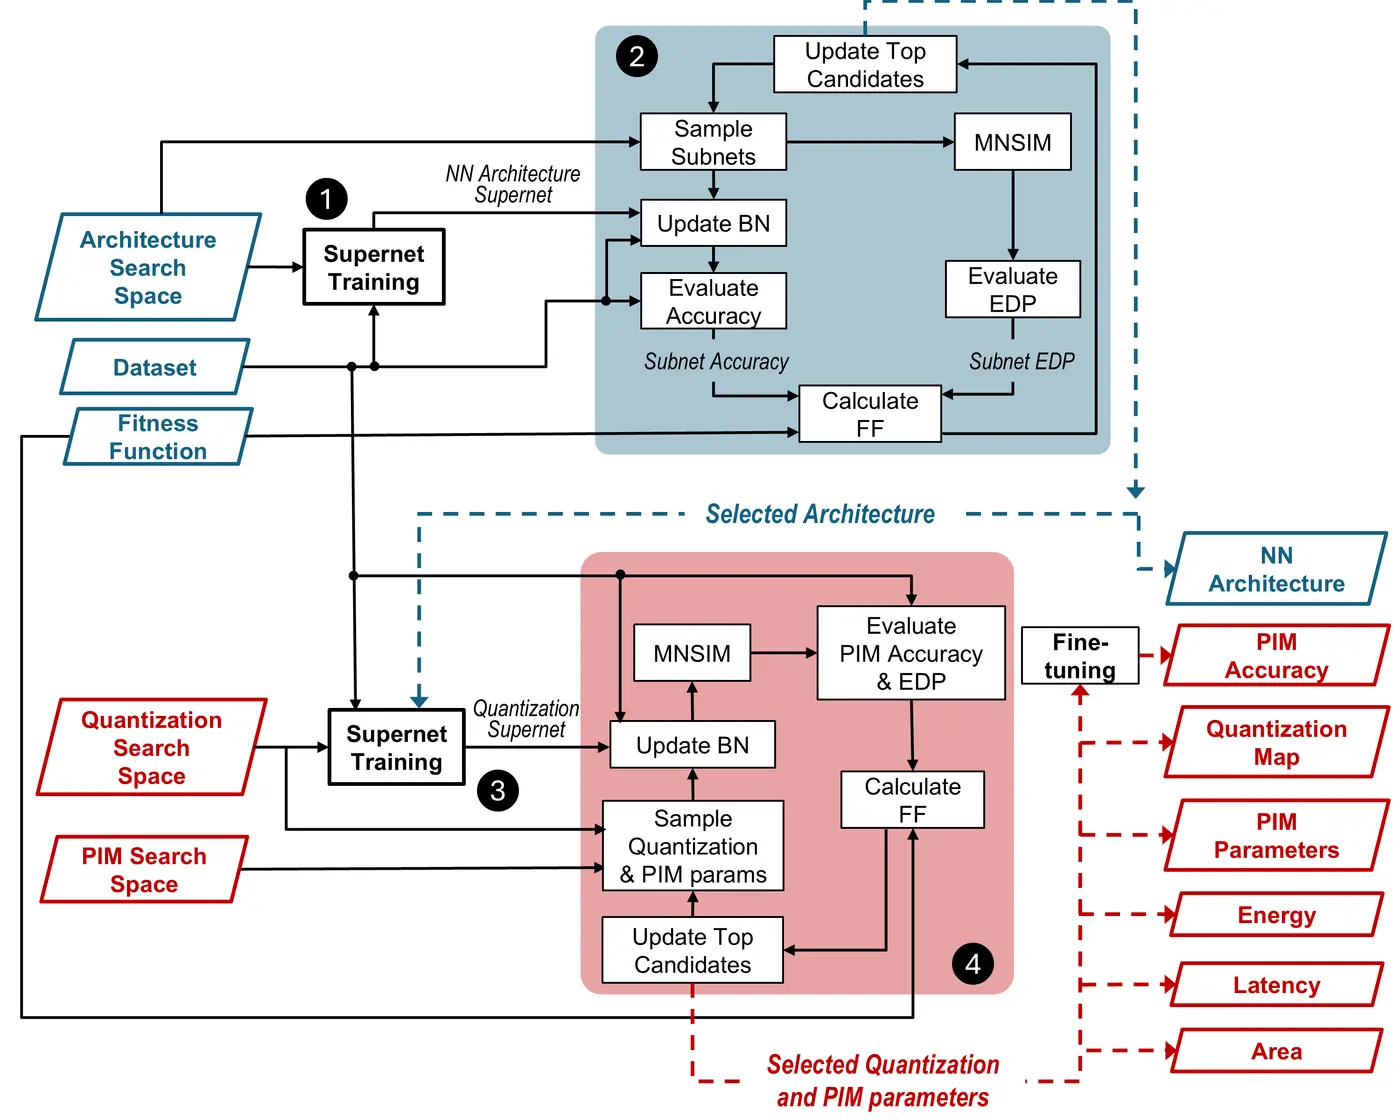 2
Update Top
Candidates
Sample
Subnets
MNSIM
NN Architecture
Supernet
1
Update BN
Architecture
Search
Space
Supernet
Training
Evaluate
Accuracy
Evaluate
EDP
Dataset
Subnet Accuracy
Subnet EDP
Fitness
Function
Calculate
FF
Selected Architecture
NN
Architecture
MNSIM
Evaluate
PIM Accuracy
& EDP
Fine-
tuning
PIM
Accuracy
Quantization
Search
Space
Supernet
Training
Quantization
Supernet
Update BN
Quantization
Map
3
Calculate
FF
Sample
Quantization
& PIM params
PIM
Parameters
PIM Search
Space
Update Top
Candidates
4
Energy
Latency
Area
Selected Quantization
and PIM parameters